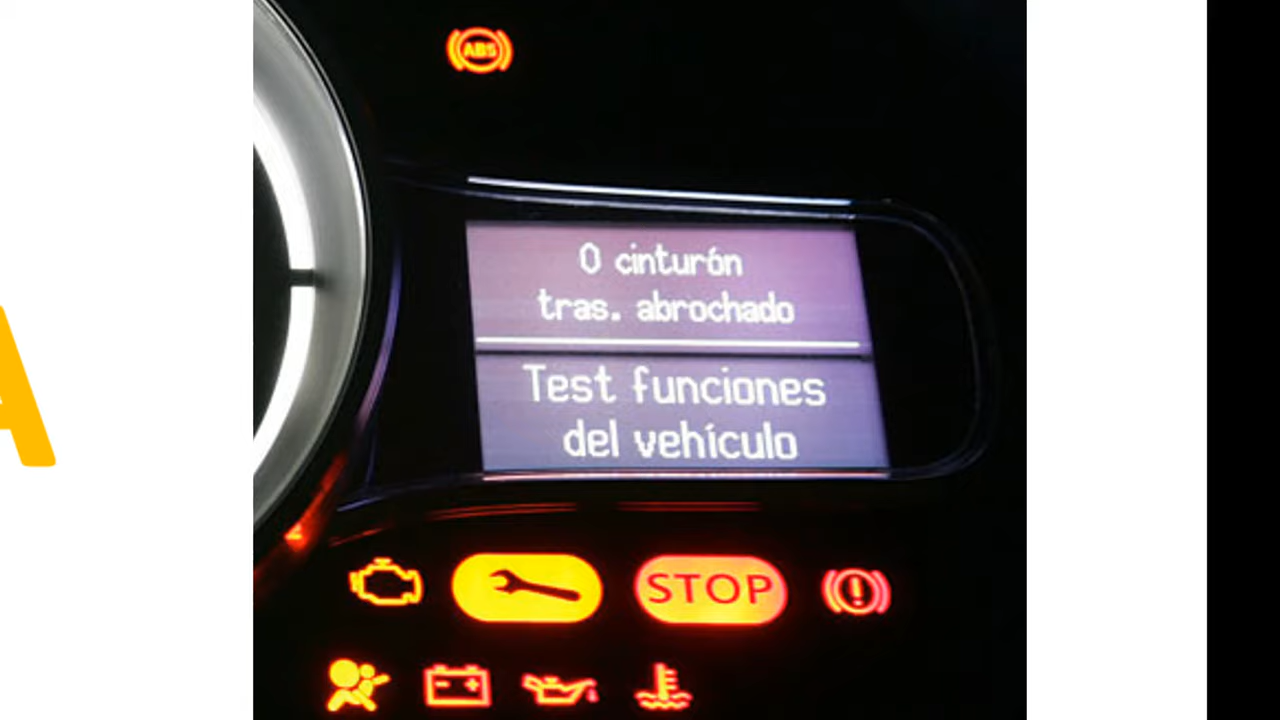 ABS
0 cinturón
tras. abrochado
Test funciones
del vehículo
STOP
A